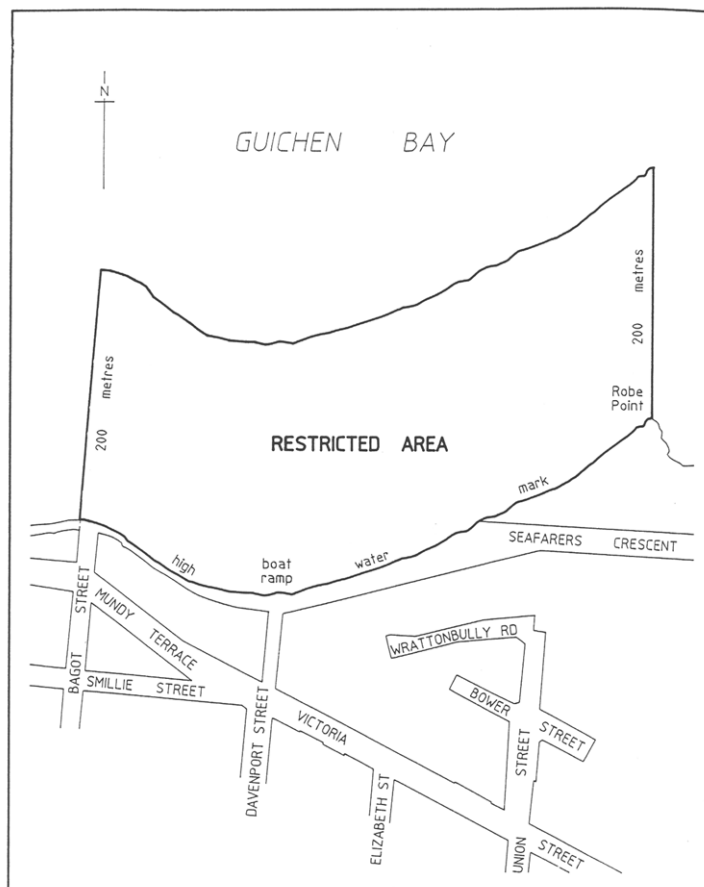 N
GUICHEN BAY
200 metres
200 metres
Robe
Point
RESTRICTED AREA
mark
water
high
boat
ramp
SEAFARERS CRESCENT
BAGOT STREET
MUNDY TERRACE
SMILLIE STREET
WRATTONBULLY RD
BOWER STREET
VICTORIA STREET
DAVENPORT STREET
ELIZABETH ST
UNION STREET